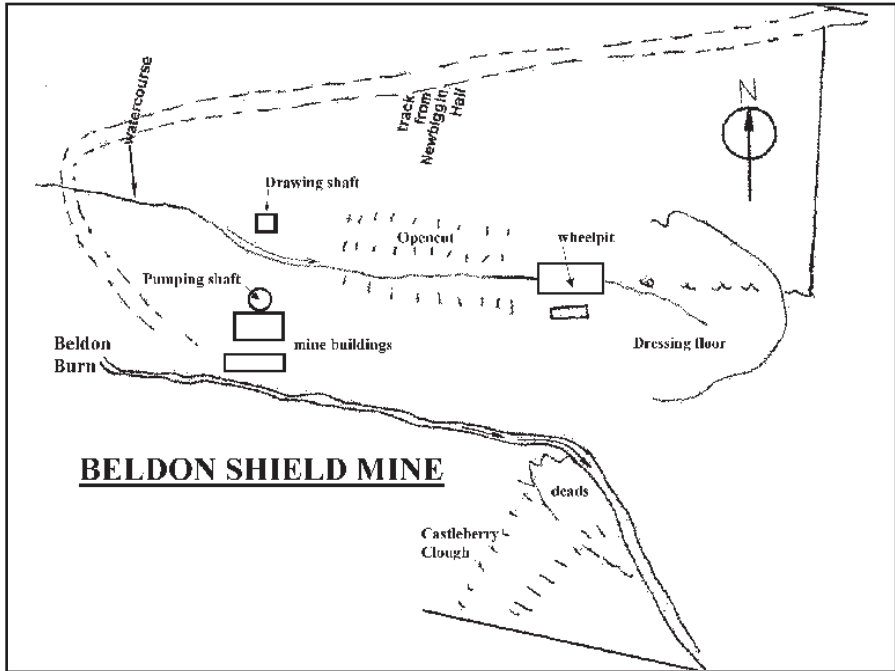 watercourse
track
from
Newbiggin
Hall
N
Drawing shaft
Opencut
wheelpit
Pumping shaft
Beldon
Burn
mine buildings
Dressing floor
BELDON SHIELD MINE
deads
Castleberry
Clough